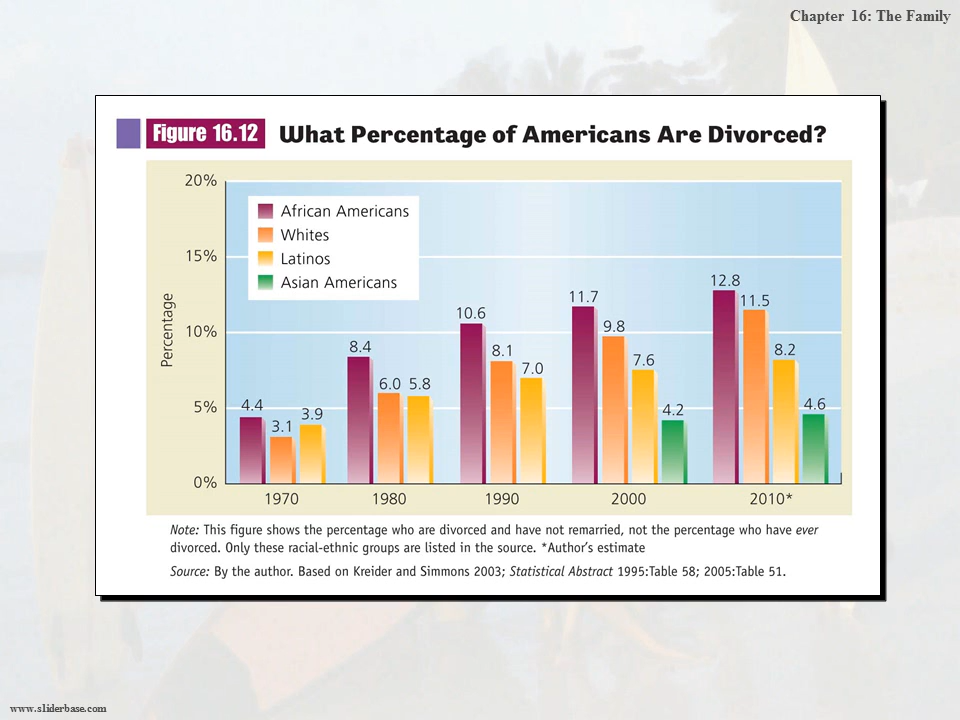 Chapter 16: The Family
Figure 16.12 What Percentage of Americans Are Divorced?
20%
African Americans
Whites
Latinos
Asian Americans
15%
10%
5%
0%
Percentage
4.4
3.1
3.9
8.4
6.0
5.8
10.6
8.1
7.0
11.7
9.8
7.6
4.2
12.8
11.5
8.2
4.6
1970 1980 1990 2000 2010*
Note: This figure shows the percentage who are divorced and have not remarried, not the percentage who have ever
divorced. Only these racial-ethnic groups are listed in the source. *Author's estimate
Source: By the author. Based on Kreider and Simmons 2003; Statistical Abstract 1995:Table 58; 2005:Table 51.
www.sliderbase.com